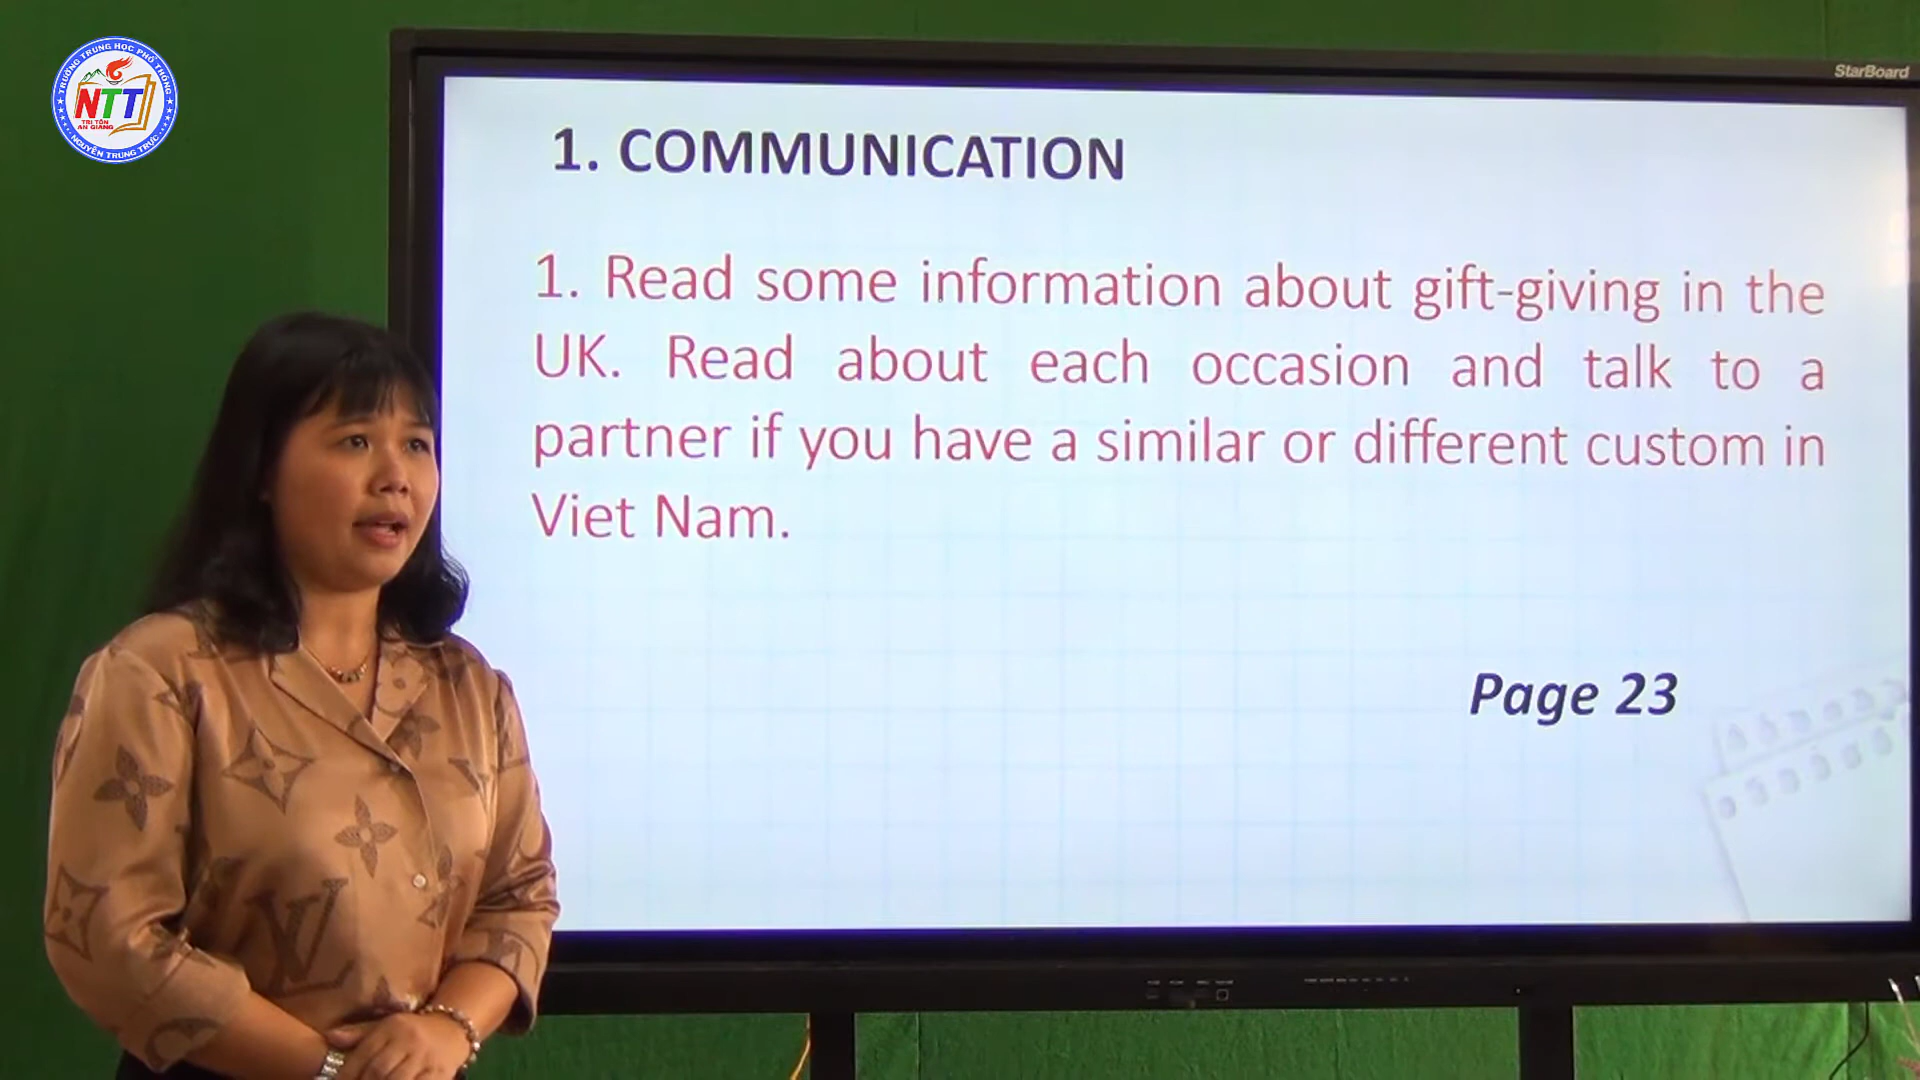 TRƯỜNG TRUNG HỌC PHỔ THÔNG
NTT
TRI TÔN
AN GIANG
NGUYỄN TRUNG TRỰC
StarBoard
1. COMMUNICATION
1. Read some information about gift-giving in the
UK. Read about each occasion and talk to a
partner if you have a similar or different custom in
Viet Nam.
Page 23
LV